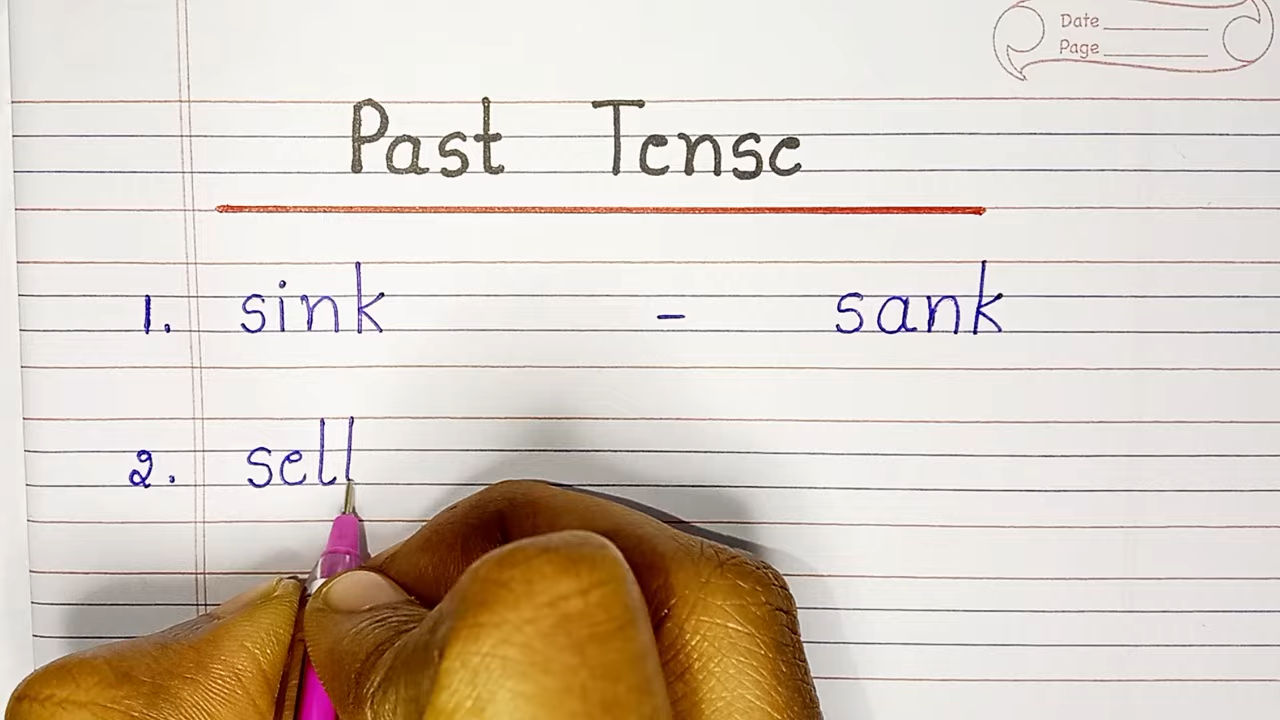 Date
Page
Past Tense
1. sink - sank
2. sell